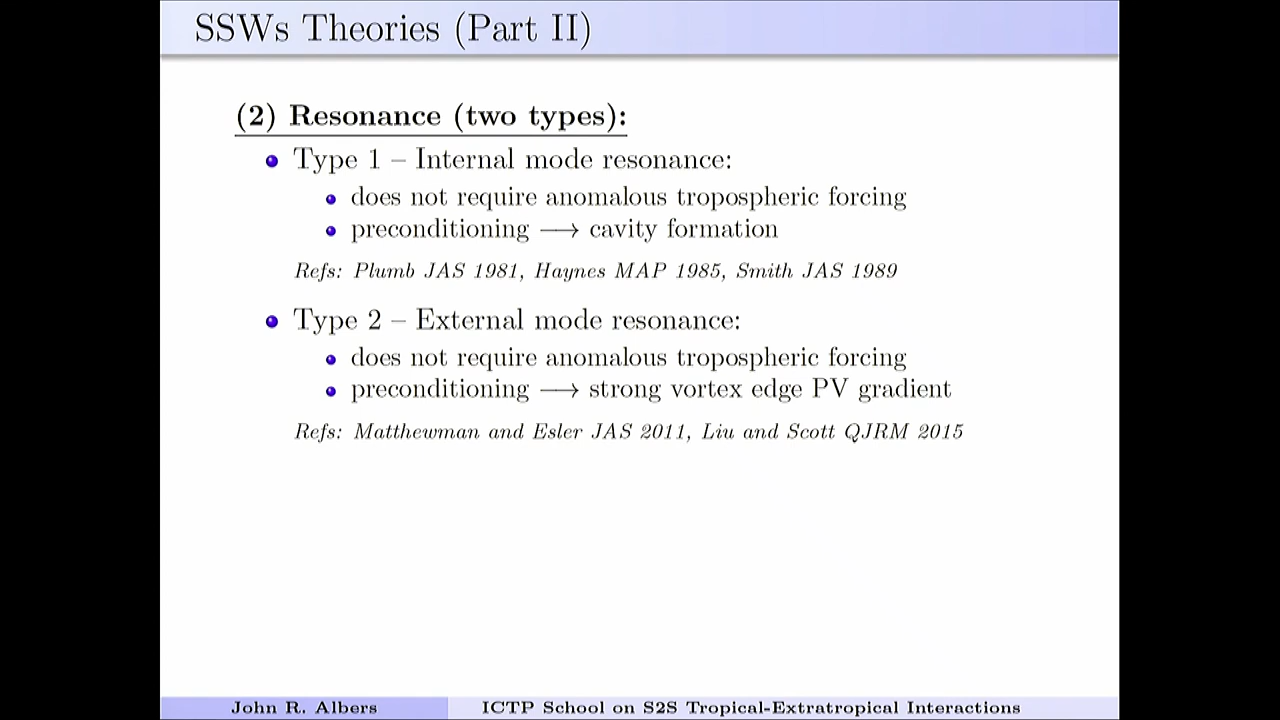 SSWs Theories (Part II)
(2) Resonance (two types):
Type 1 – Internal mode resonance:
does not require anomalous tropospheric forcing
preconditioning ⟶ cavity formation
Refs: Plumb JAS 1981, Haynes MAP 1985, Smith JAS 1989
Type 2 – External mode resonance:
does not require anomalous tropospheric forcing
preconditioning ⟶ strong vortex edge PV gradient
Refs: Matthewman and Esler JAS 2011, Liu and Scott QJRM 2015
John R. Albers ICTP School on S2S Tropical-Extratropical Interactions